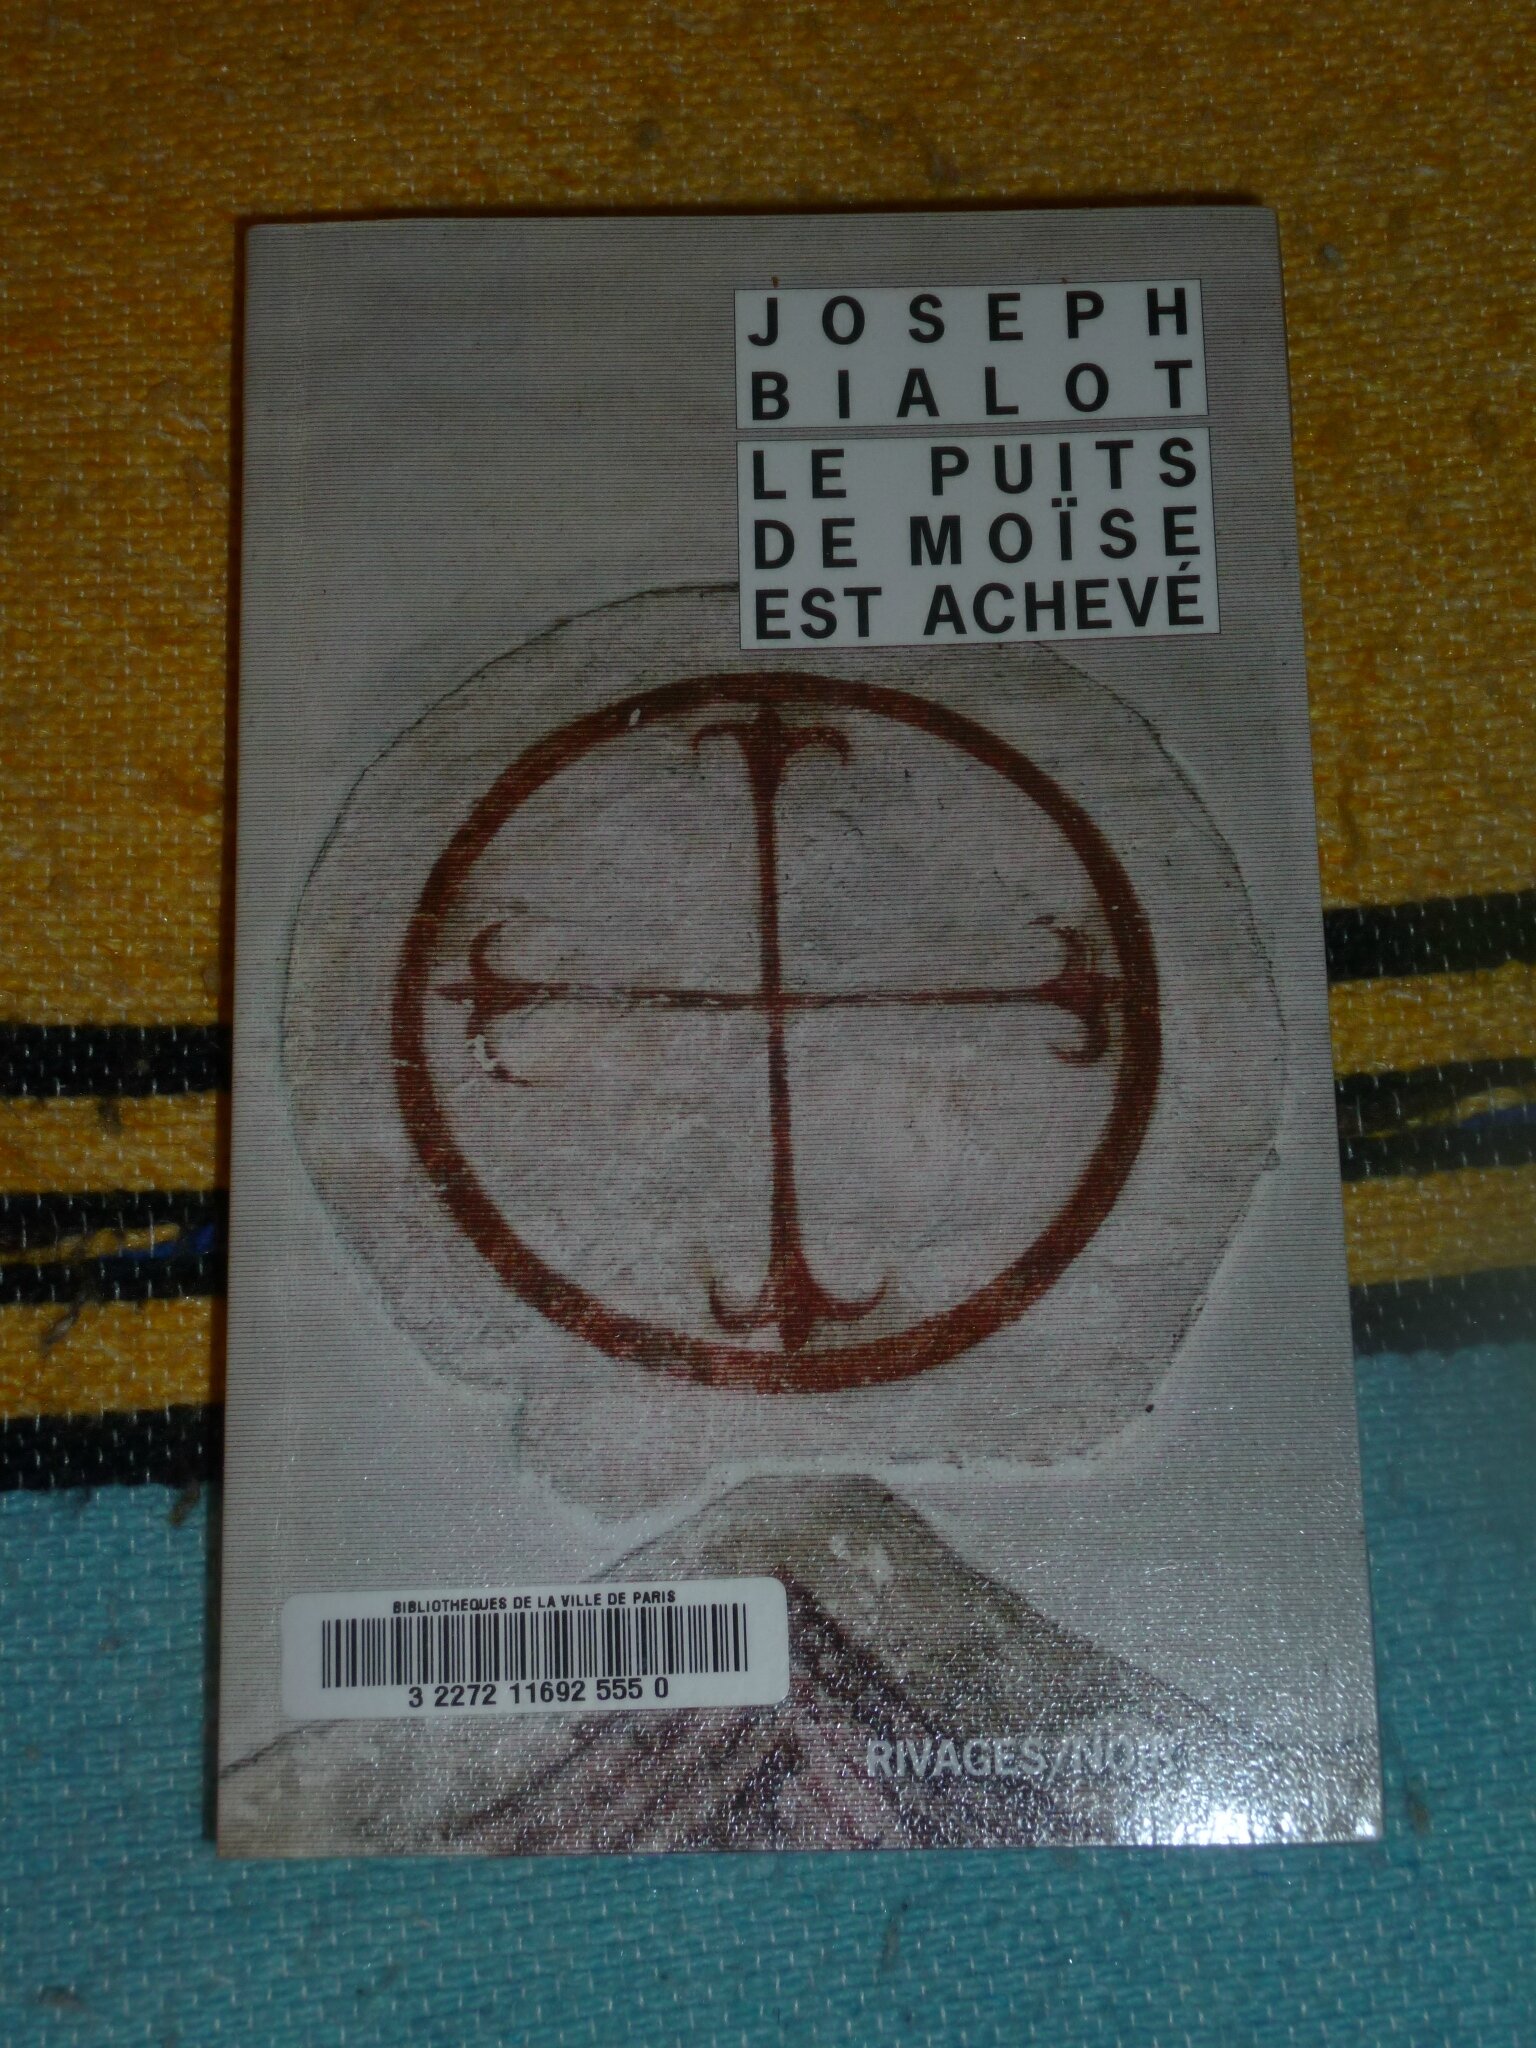 JOSEPH
BIALOT
LE PUITS
DE MOÏSE
EST ACHEVÉ
BIBLIOTHEQUES DE LA VILLE DE PARIS
3 2272 11692 555 0
RIVAGES/NOIR